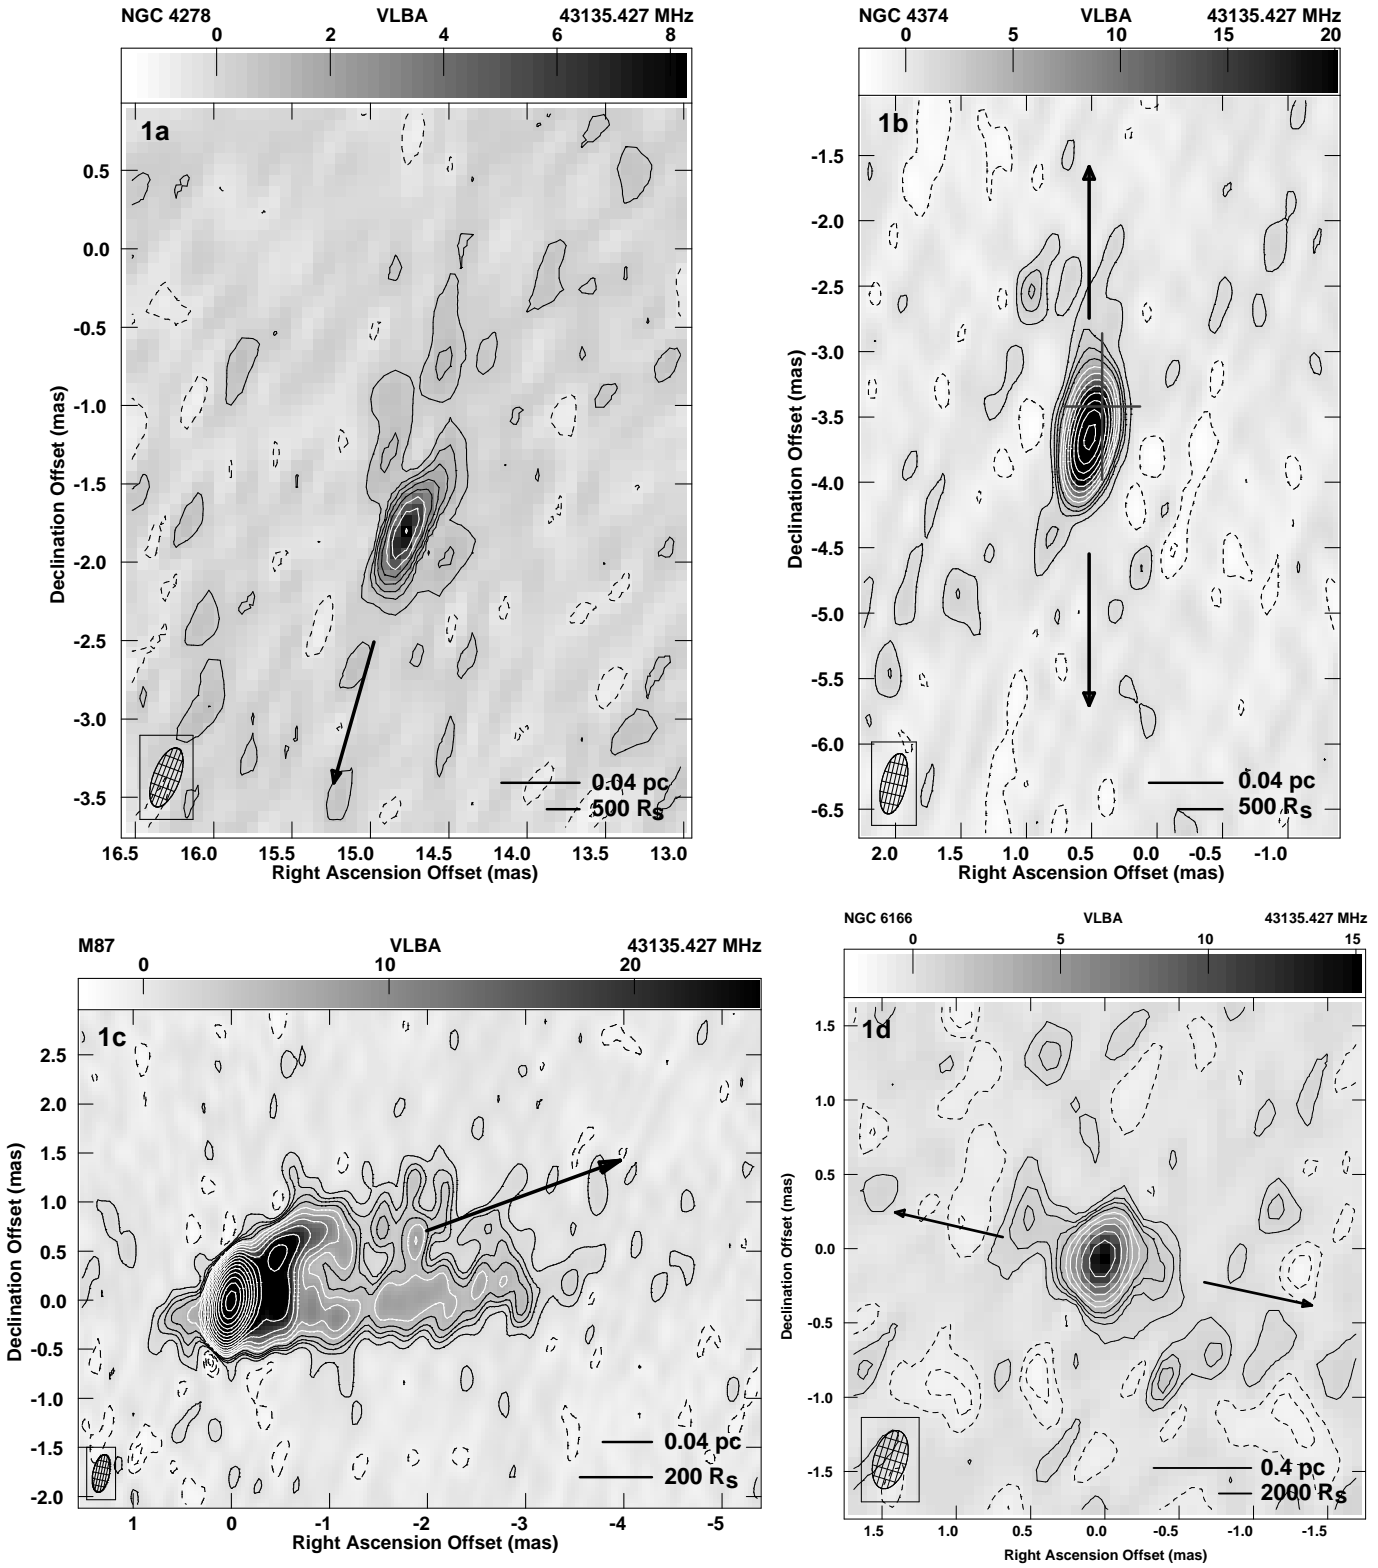 NGC 4278 VLBA 43135.427 MHz
0 2 4 6 8
1a
0.5
0.0
-0.5
-1.0
-1.5
-2.0
-2.5
-3.0
-3.5
Declination Offset (mas)
0.04 pc
500 Rs
16.5 16.0 15.5 15.0 14.5 14.0 13.5 13.0
Right Ascension Offset (mas)
NGC 4374 VLBA 43135.427 MHz
0 5 10 15 20
1b
-1.5
-2.0
-2.5
-3.0
-3.5
-4.0
-4.5
-5.0
-5.5
-6.0
-6.5
Declination Offset (mas)
0.04 pc
500 Rs
2.0 1.5 1.0 0.5 0.0 -0.5 -1.0
Right Ascension Offset (mas)
M87 VLBA 43135.427 MHz
0 10 20
1c
2.5
2.0
1.5
1.0
0.5
0.0
-0.5
-1.0
-1.5
-2.0
Declination Offset (mas)
0.04 pc
200 Rs
1 0 -1 -2 -3 -4 -5
Right Ascension Offset (mas)
NGC 6166 VLBA 43135.427 MHz
0 5 10 15
1d
1.5
1.0
0.5
0.0
-0.5
-1.0
-1.5
Declination Offset (mas)
0.4 pc
2000 Rs
1.5 1.0 0.5 0.0 -0.5 -1.0 -1.5
Right Ascension Offset (mas)